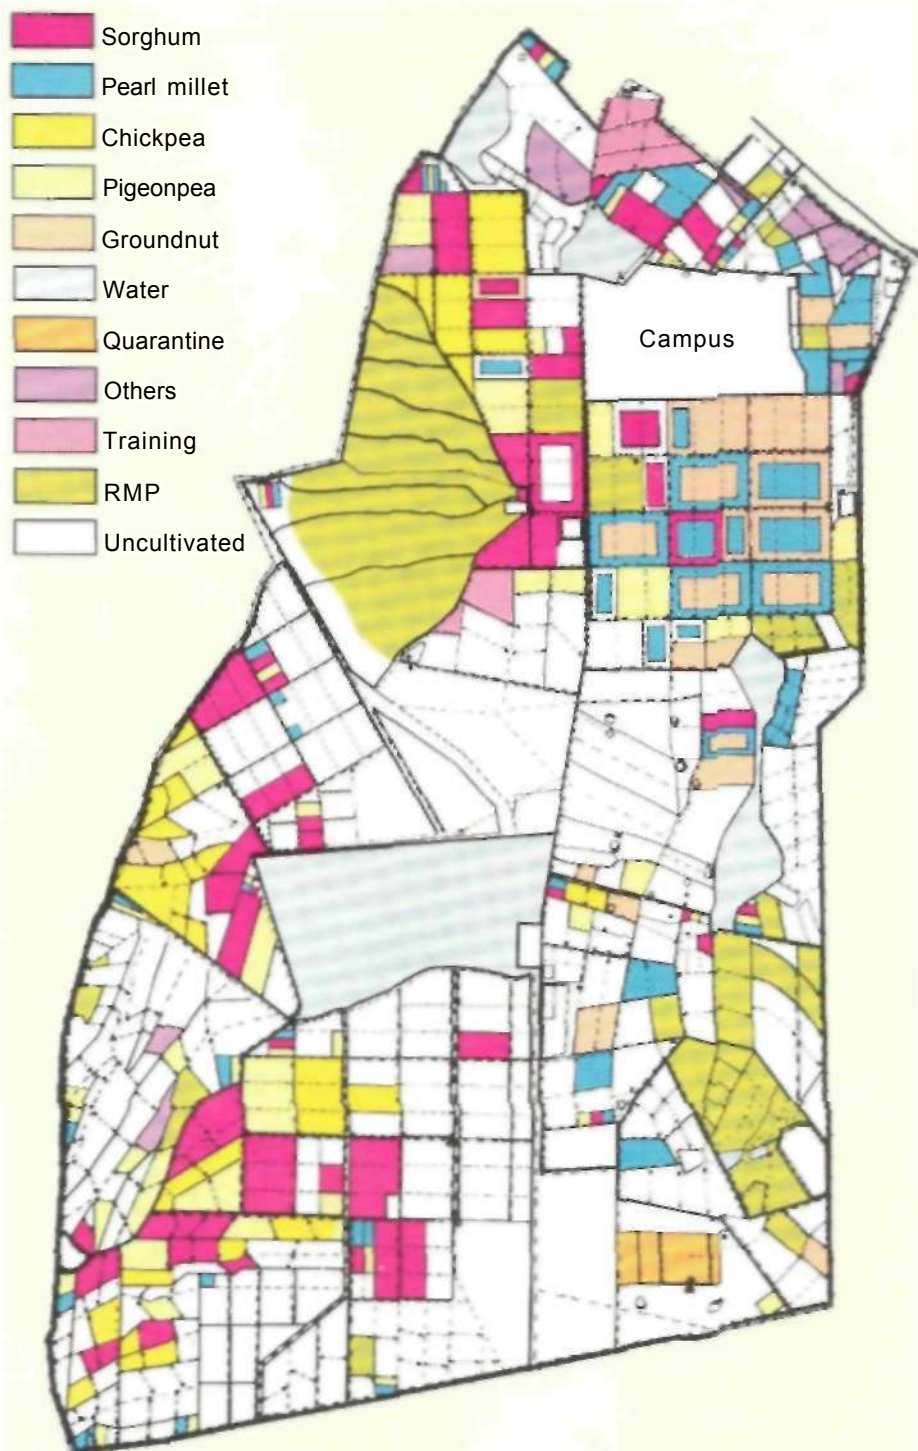 Sorghum
Pearl millet
Chickpea
Pigeonpea
Groundnut
Water
Quarantine
Others
Training
RMP
Uncultivated
Campus